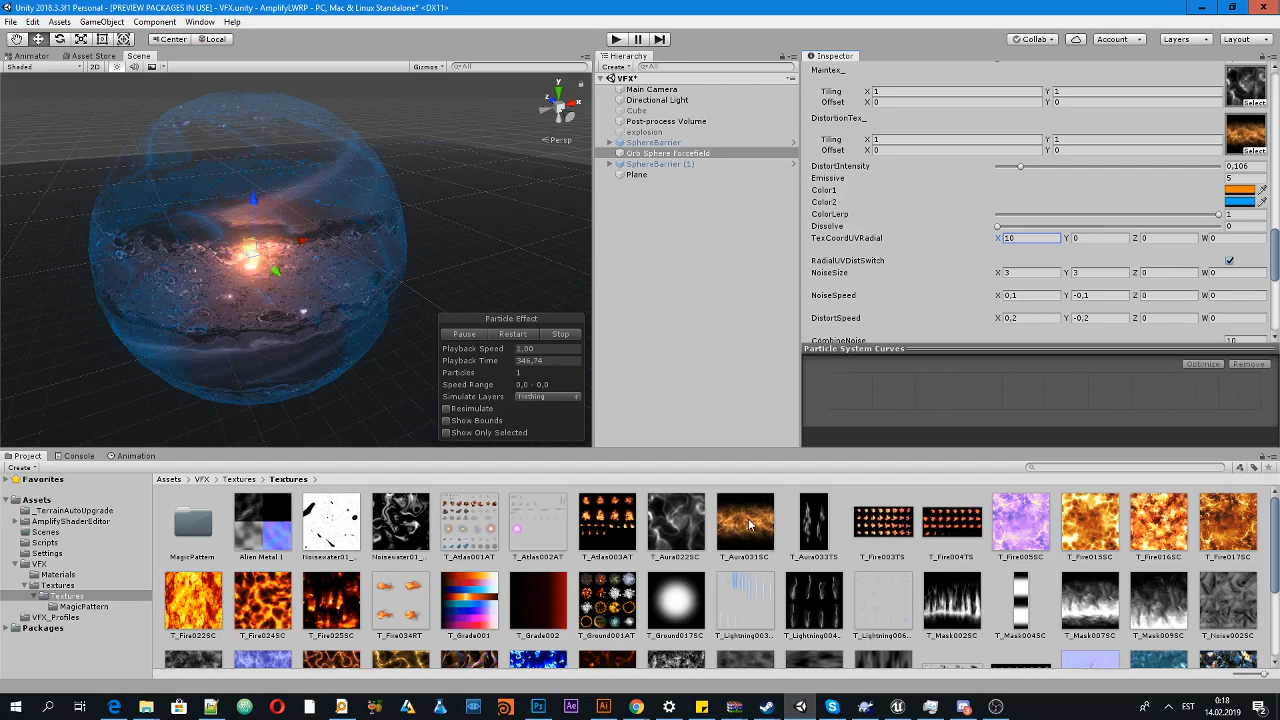 Unity 2018.3.3f1 Personal - [PREVIEW PACKAGES IN USE] - VFX.unity - AmplifyLWRP - PC, Mac & Linux Standalone* <DX11>
File Edit Assets GameObject Component Window Help
Center Local Collab Account Layers Layout
Animator Asset Store Scene
Shaded 2D Gizmos All
y
z x
Persp
Particle Effect
Pause Restart Stop
Playback Speed 1,00
Playback Time 346,74
Particles 1
Speed Range 0,0 - 0,0
Simulate Layers Nothing
Resimulate
Show Bounds
Show Only Selected
Hierarchy
Create All
VFX*
Main Camera
Directional Light
Cube
Post-process Volume
explosion
SphereBarrier
Orb Sphere Forcefield
SphereBarrier (1)
Plane
Inspector
Maintex_
Tiling 1 1
Offset 0 0
Select
DistortionTex_
Tiling 1 1
Offset 0 0
Select
DistortIntensity 0,106
Emissive 5
Color1
Color2
ColorLerp 1
Dissolve 0
TexCoordUVRadial X 10 Y 0 Z 0 W 0
RadialUVDistSwitch
NoiseSize X 3 Y 3 Z 0 W 0
NoiseSpeed X 0,1 Y -0,1 Z 0 W 0
DistortSpeed X 0,2 Y -0,2 Z 0 W 0
CombineNoise 10
Particle System Curves
Optimize Remove
Project Console Animation
Create
Favorites
Assets
_TerrainAutoUpgrade
AmplifyShaderEditor
Scenes
Scripts
Settings
VFX
Materials
Textures
Textures
MagicPattern
VFX_Profiles
Packages
Assets VFX Textures Textures
MagicPattern Alien Metal 1 Noisewater01_... Noisewater01_... T_Atlas001AT T_Atlas002AT T_Atlas003AT T_Aura022SC T_Aura031SC T_Aura033TS T_Fire003TS T_Fire004TS T_Fire005SC T_Fire015SC T_Fire016SC T_Fire017SC
T_Fire022SC T_Fire024SC T_Fire025SC T_Fire034RT T_Grade001 T_Grade002 T_Ground001AT T_Ground017SC T_Lightning003... T_Lightning004... T_Lightning006... T_Mask002SC T_Mask004SC T_Mask007SC T_Mask009SC T_Noise002SC
EST 0:18
14.02.2019